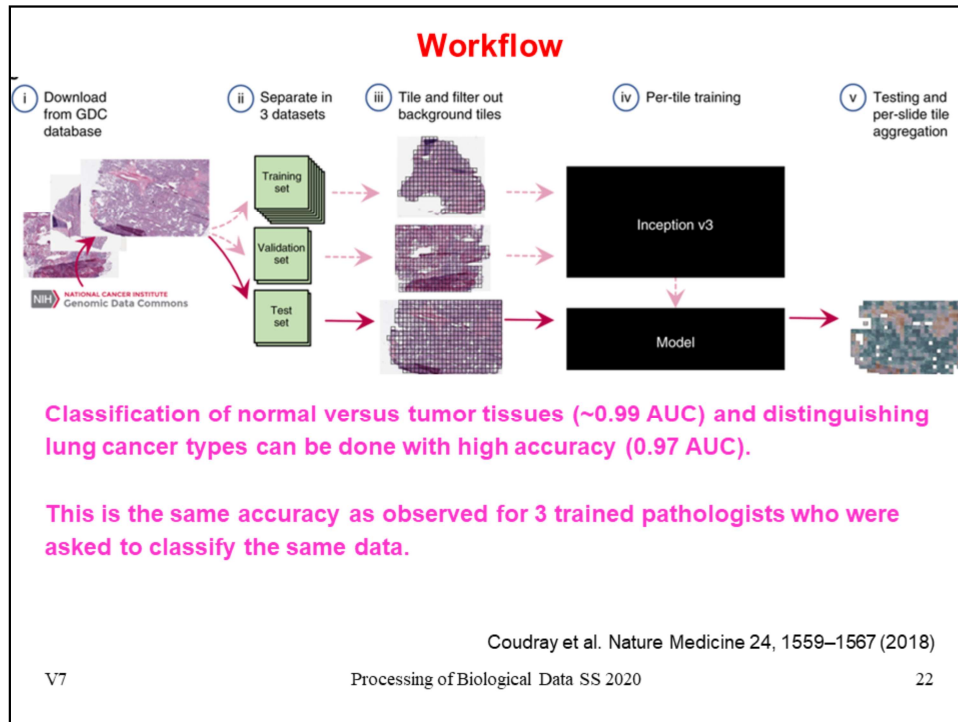 Workflow
i Download from GDC database
ii Separate in 3 datasets
iii Tile and filter out background tiles
iv Per-tile training
v Testing and per-slide tile aggregation
Training set
Validation set
Test set
Inception v3
Model
NIH NATIONAL CANCER INSTITUTE
Genomic Data Commons
Classification of normal versus tumor tissues (~0.99 AUC) and distinguishing
lung cancer types can be done with high accuracy (0.97 AUC).
This is the same accuracy as observed for 3 trained pathologists who were
asked to classify the same data.
Coudray et al. Nature Medicine 24, 1559–1567 (2018)
V7 Processing of Biological Data SS 2020 22